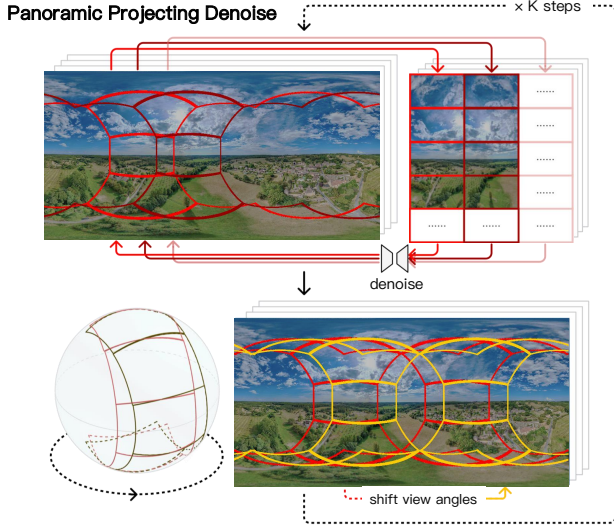 Panoramic Projecting Denoise
× K steps
......
......
......
......
...... ...... ......
denoise
shift view angles